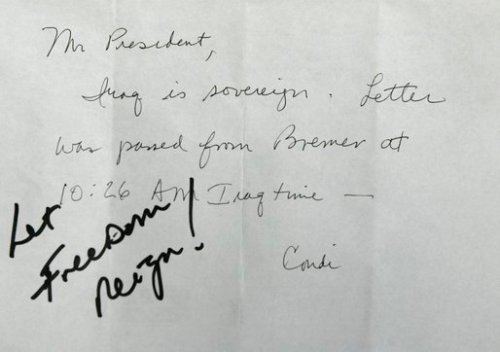 Mr President,
Iraq is sovereign. Letter
was passed from Bremer at
10:26 AM Iraq time —
Condi
Let
Freedom
Reign!